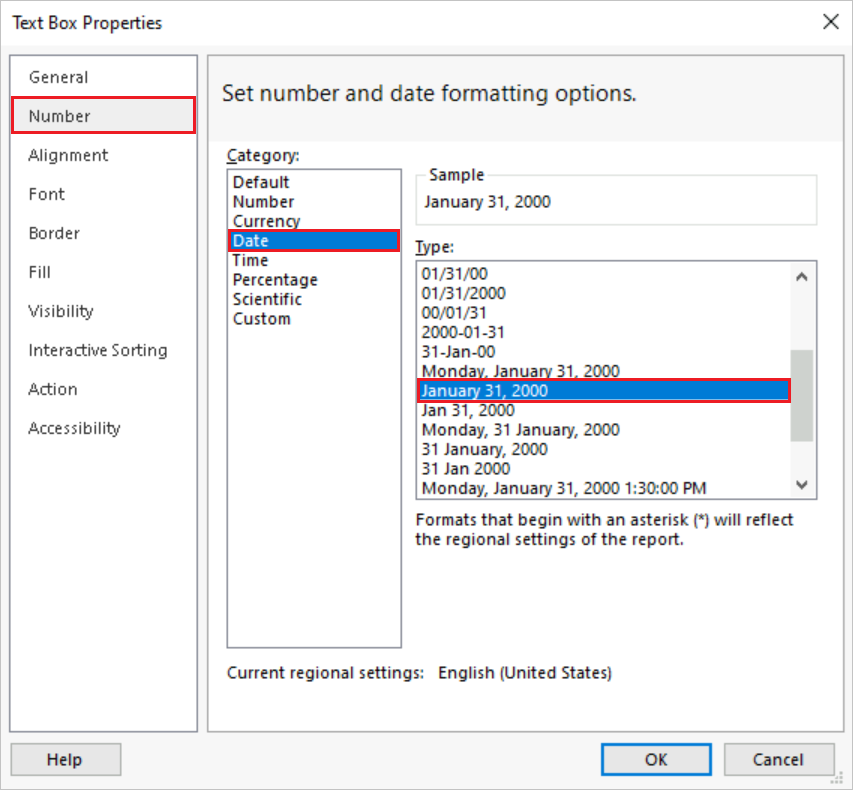 Text Box Properties
General
Number
Alignment
Font
Border
Fill
Visibility
Interactive Sorting
Action
Accessibility
Set number and date formatting options.
Category:
Default
Number
Currency
Date
Time
Percentage
Scientific
Custom
Sample
January 31, 2000
Type:
01/31/00
01/31/2000
00/01/31
2000-01-31
31-Jan-00
Monday, January 31, 2000
January 31, 2000
Jan 31, 2000
Monday, 31 January, 2000
31 January, 2000
31 Jan 2000
Monday, January 31, 2000 1:30:00 PM
Formats that begin with an asterisk (*) will reflect
the regional settings of the report.
Current regional settings: English (United States)
Help
OK
Cancel